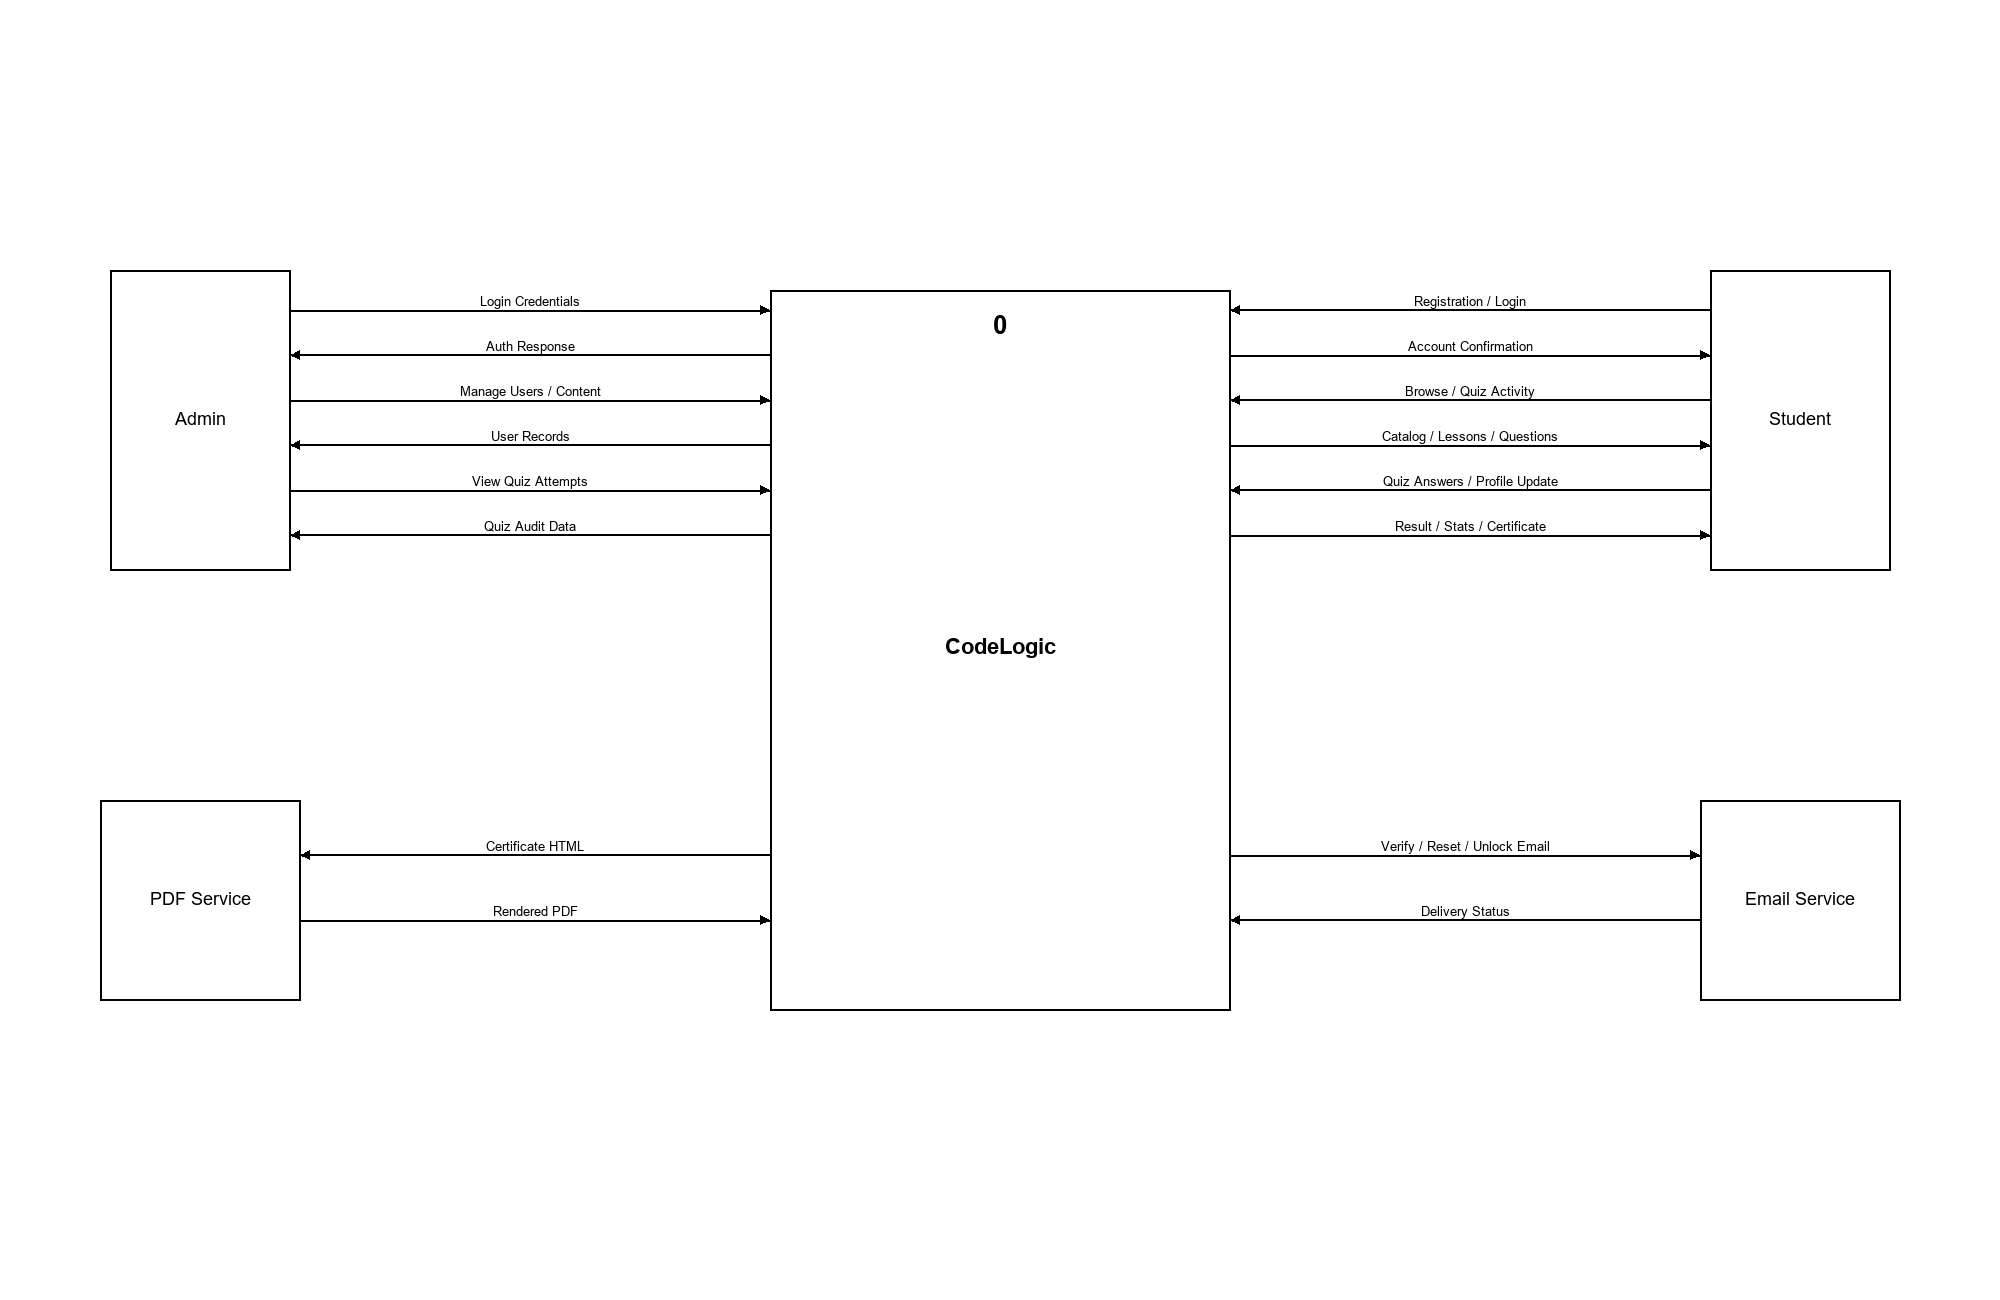 0
CodeLogic
Admin
Login Credentials
Auth Response
Manage Users / Content
User Records
View Quiz Attempts
Quiz Audit Data
Student
Registration / Login
Account Confirmation
Browse / Quiz Activity
Catalog / Lessons / Questions
Quiz Answers / Profile Update
Result / Stats / Certificate
PDF Service
Certificate HTML
Rendered PDF
Email Service
Verify / Reset / Unlock Email
Delivery Status